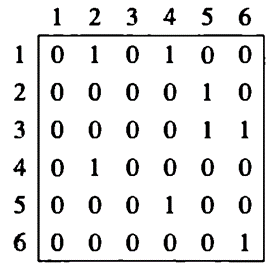 1 2 3 4 5 6
1 0 1 0 1 0 0
2 0 0 0 0 1 0
3 0 0 0 0 1 1
4 0 1 0 0 0 0
5 0 0 0 1 0 0
6 0 0 0 0 0 1